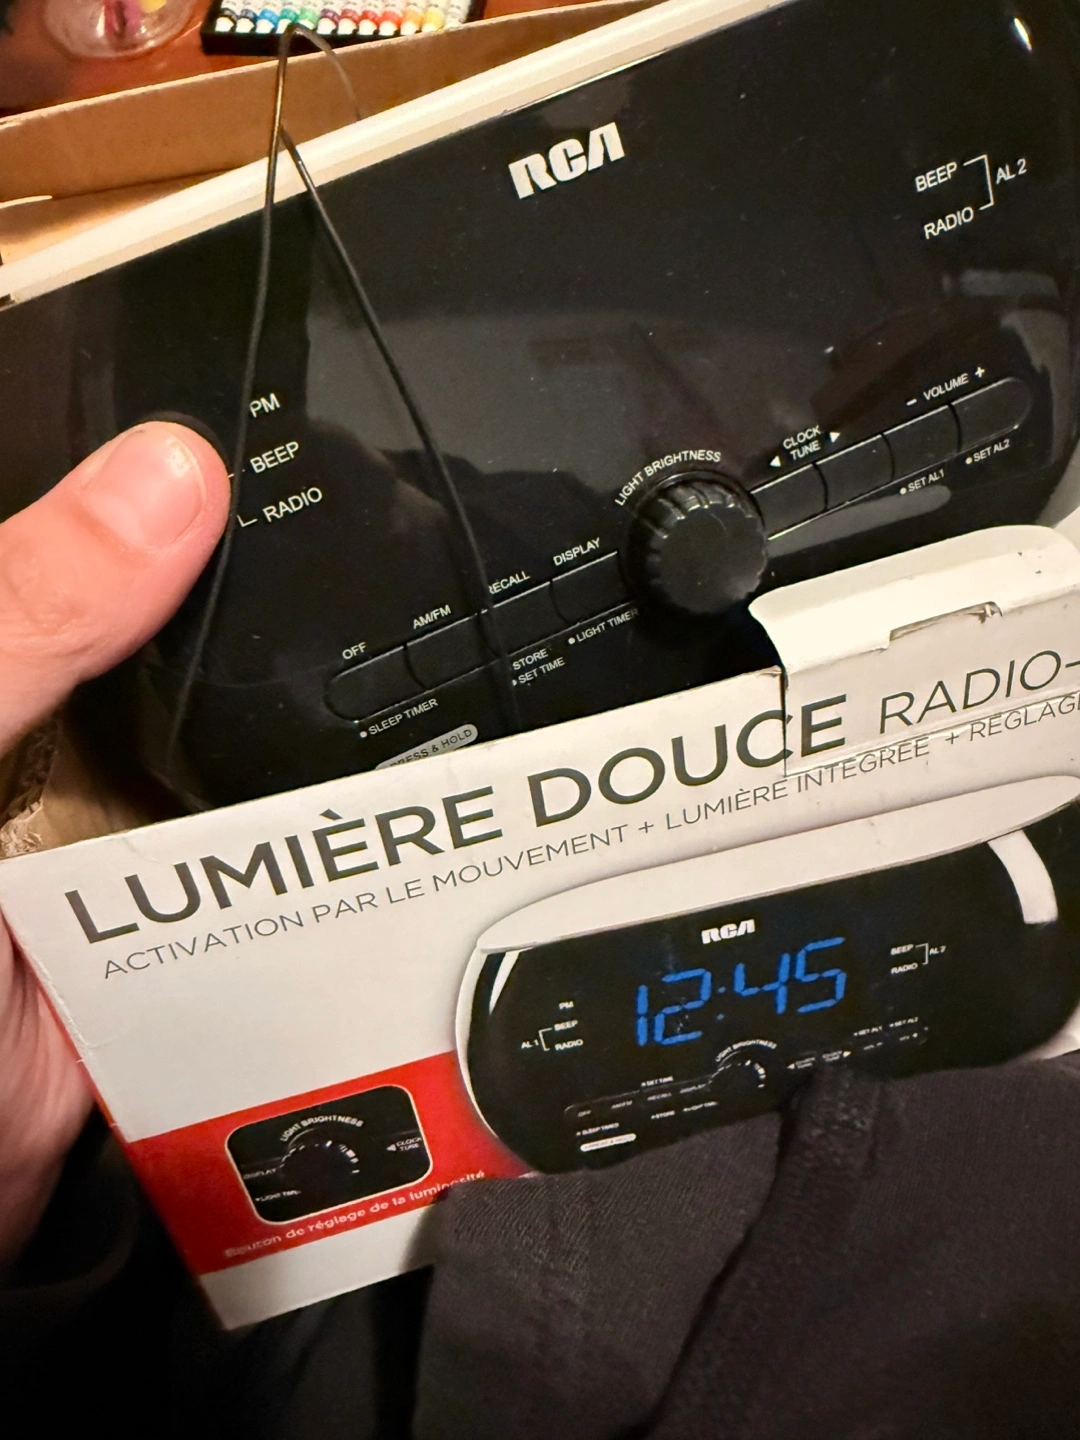 RCA
BEEP
AL 2
RADIO
PM
BEEP
RADIO
- VOLUME +
CLOCK
TUNE
LIGHT BRIGHTNESS
● SET AL2
● SET AL1
DISPLAY
RECALL
AM/FM
OFF
● LIGHT TIMER
STORE
SET TIME
● SLEEP TIMER
PRESS & HOLD
LUMIÈRE DOUCE RADIO-
ACTIVATION PAR LE MOUVEMENT + LUMIÈRE INTÉGRÉE + RÉGLAGE
RCA
12:45
BEEP
AL 2
RADIO
PM
AL 1
BEEP
RADIO
LIGHT BRIGHTNESS
LIGHT BRIGHTNESS
CLOCK
TUNE
DISPLAY
Bouton de réglage de la luminosité